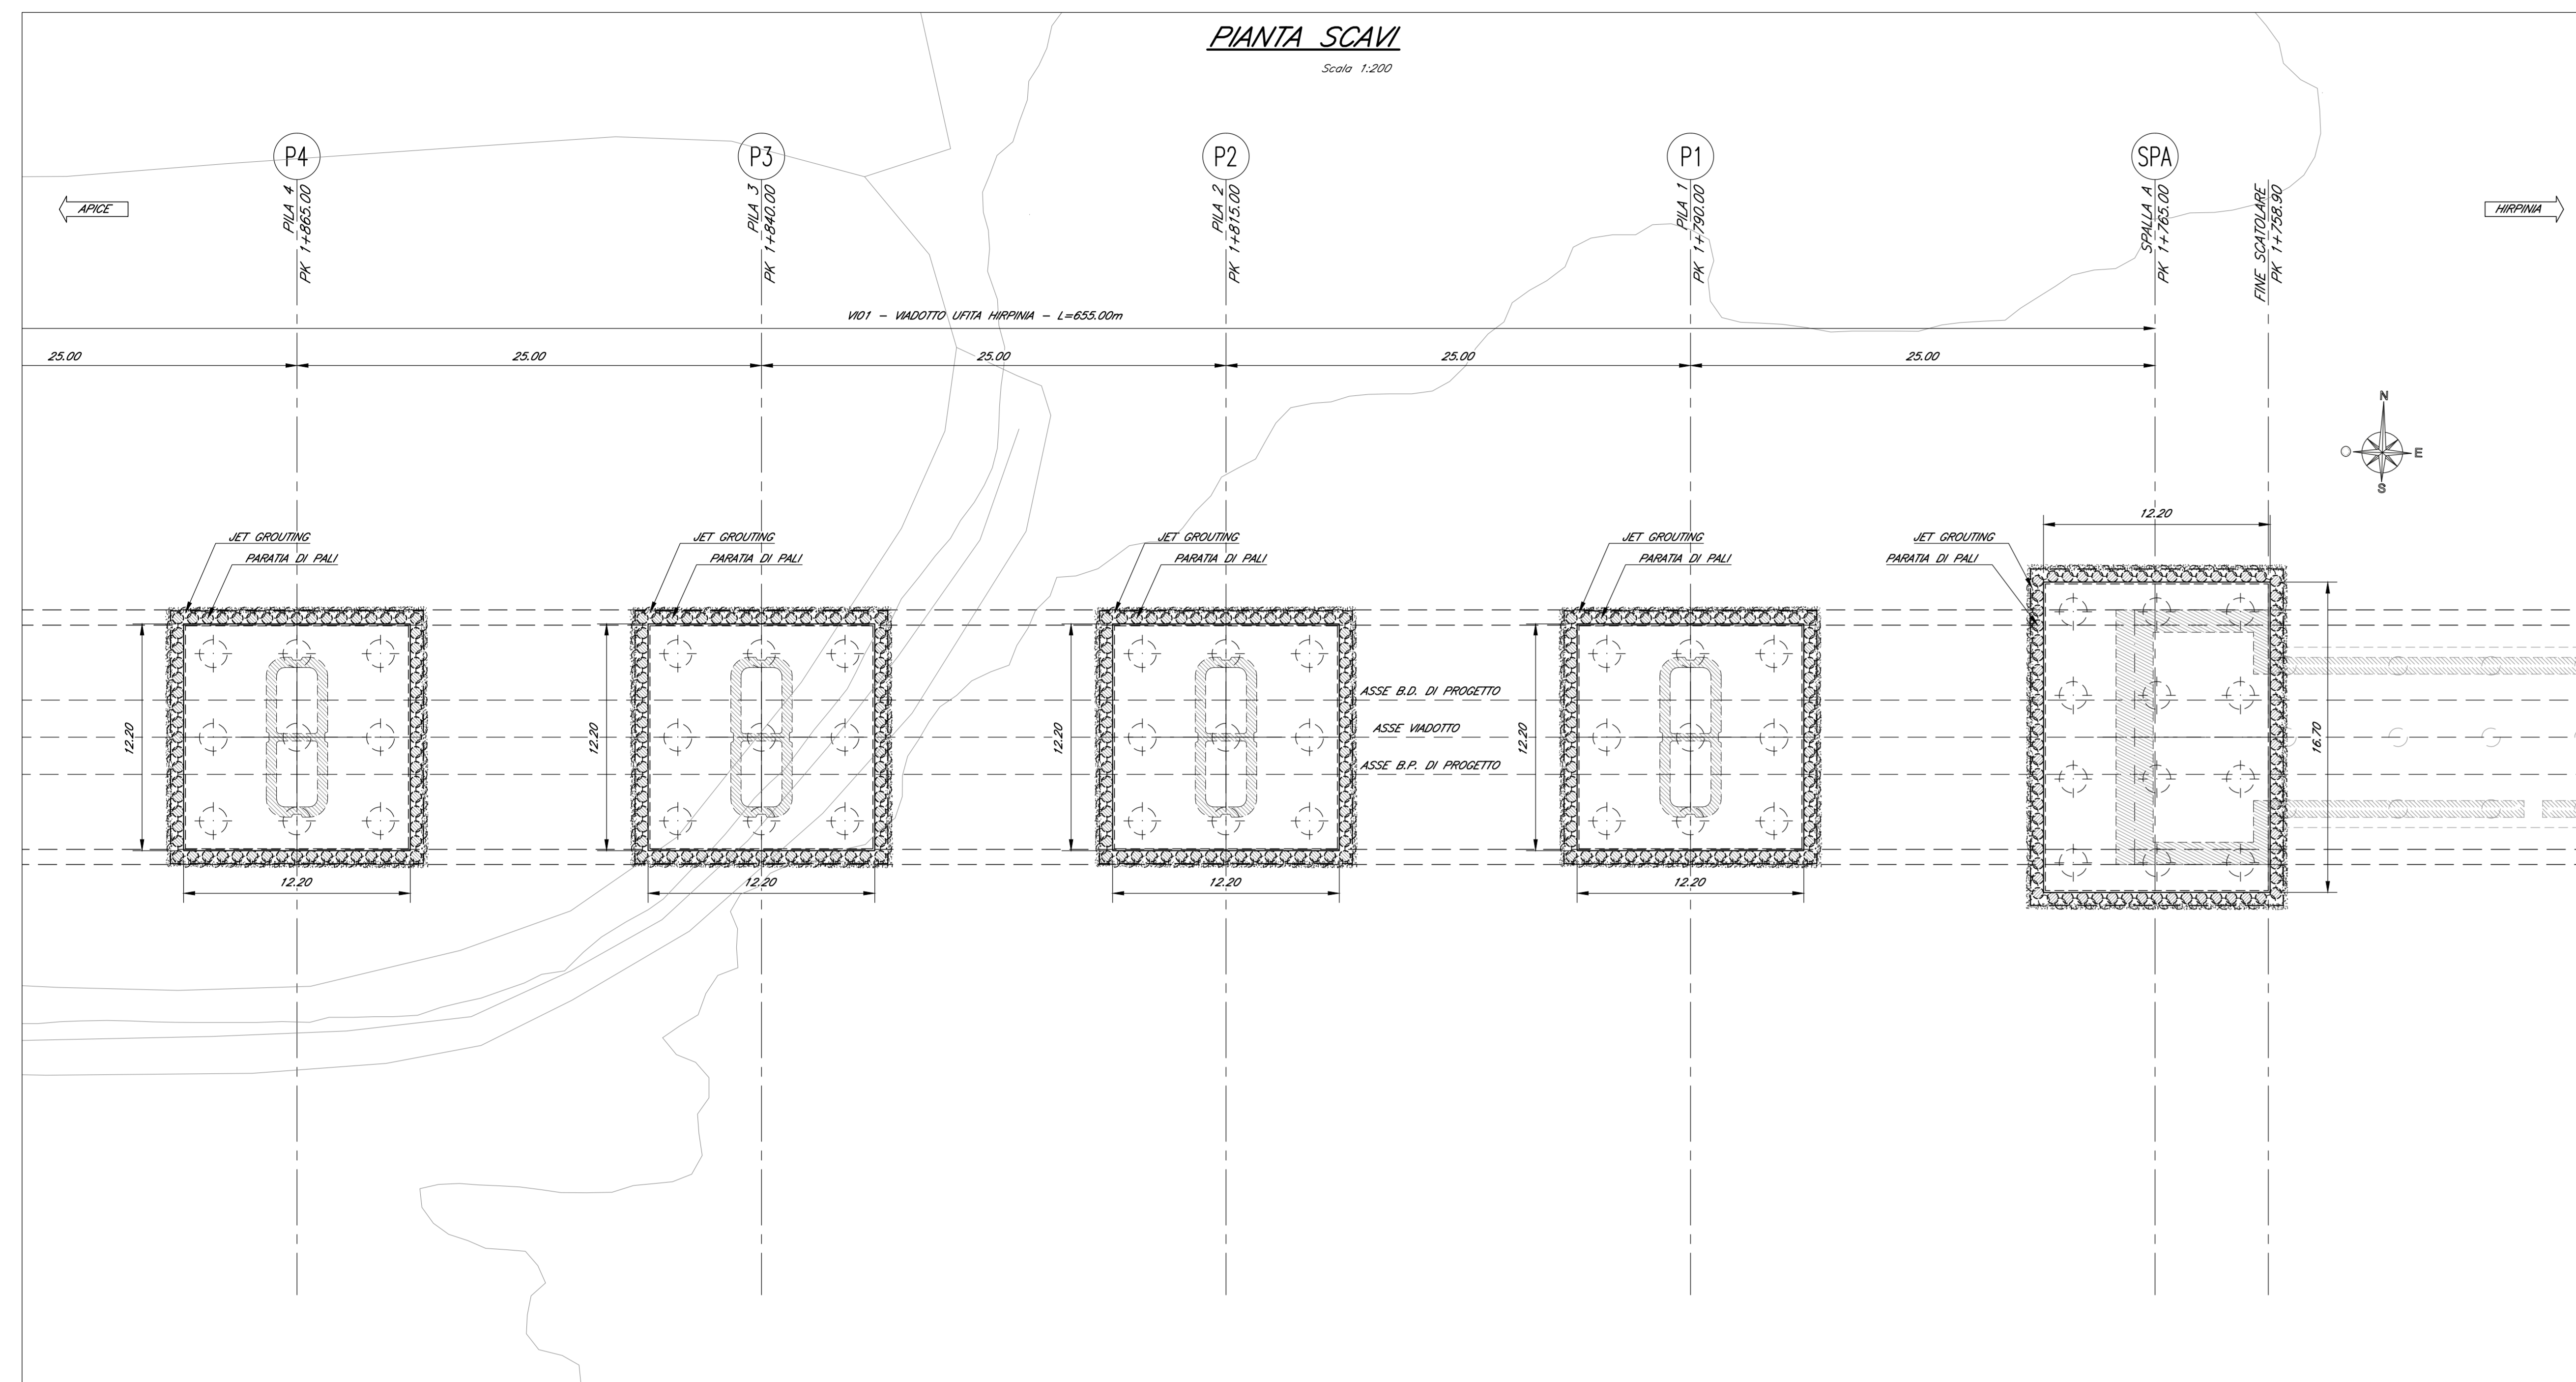 PIANTA SCAVI
Scala 1:200
P4
P3
P2
P1
SPA
PILA 4
PK 1+865.00
PILA 3
PK 1+840.00
PILA 2
PK 1+815.00
PILA 1
PK 1+790.00
SPALLA A
PK 1+765.00
FINE SCATOLARE
PK 1+758.90
APICE
HIRPINIA
VI01 - VIADOTTO UFITA HIRPINIA - L=655.00m
25.00
25.00
25.00
25.00
25.00
N
O
E
S
JET GROUTING
PARATIA DI PALI
JET GROUTING
PARATIA DI PALI
JET GROUTING
PARATIA DI PALI
JET GROUTING
PARATIA DI PALI
JET GROUTING
PARATIA DI PALI
12.20
ASSE B.D. DI PROGETTO
ASSE VIADOTTO
ASSE B.P. DI PROGETTO
12.20
12.20
12.20
12.20
16.70
12.20
12.20
12.20
12.20